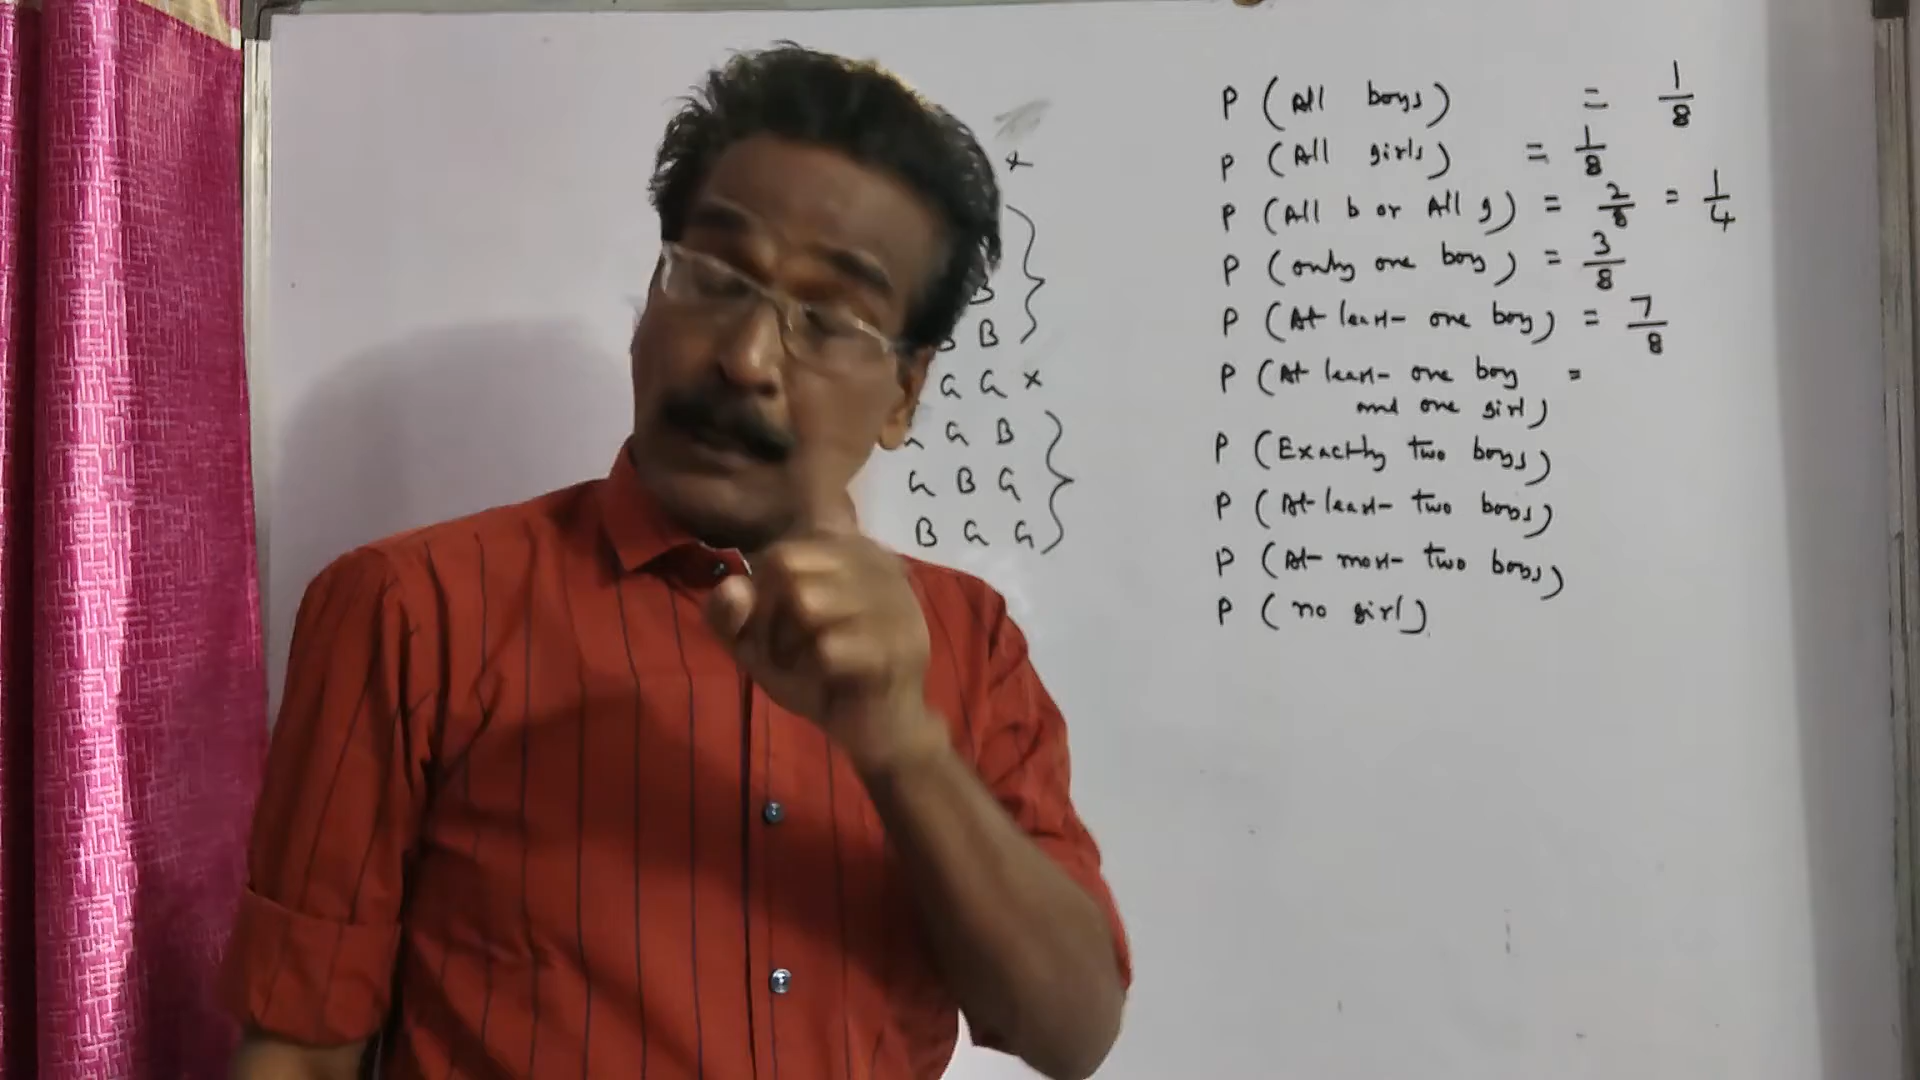 ×
B
B
G G ×
G B
G B G
B G G
P (All boys) = 1/8
P (All girls) = 1/8
P (All b or All g) = 2/8 = 1/4
P (only one boy) = 3/8
P (At least one boy) = 7/8
P (At least one boy =
and one girl)
P (Exactly two boys)
P (At least two boys)
P (At most two boys)
P (no girl)